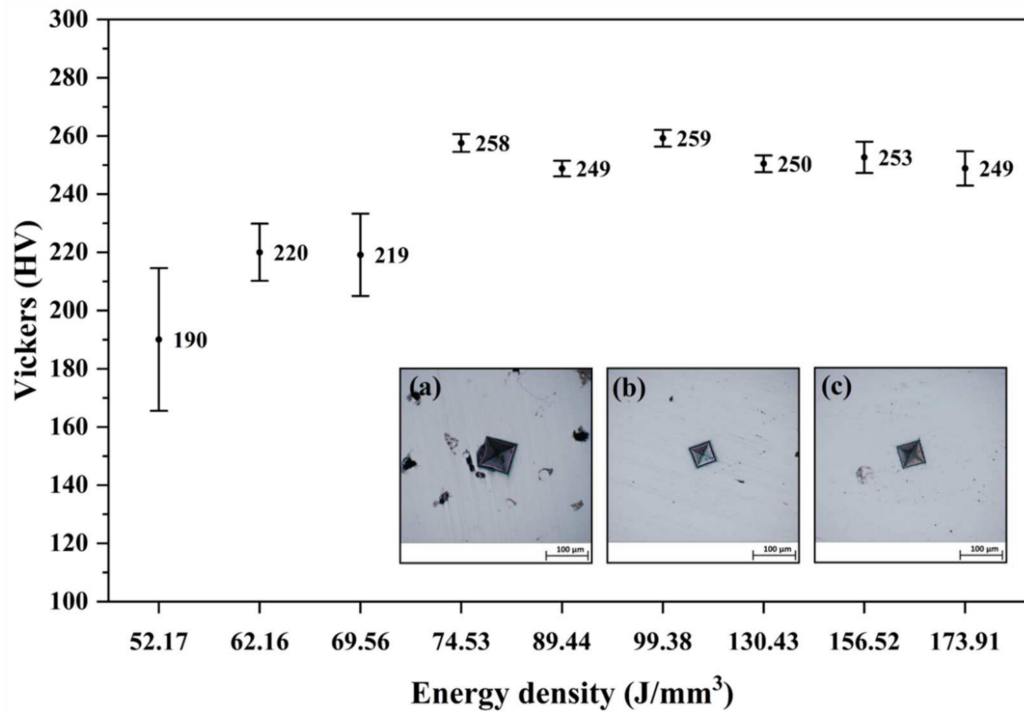 300
280
260
240
220
200
180
160
140
120
100
Vickers (HV)
190
220
219
258
249
259
250
253
249
(a)
100 µm
(b)
100 µm
(c)
100 µm
52.17 62.16 69.56 74.53 89.44 99.38 130.43 156.52 173.91
Energy density (J/mm³)